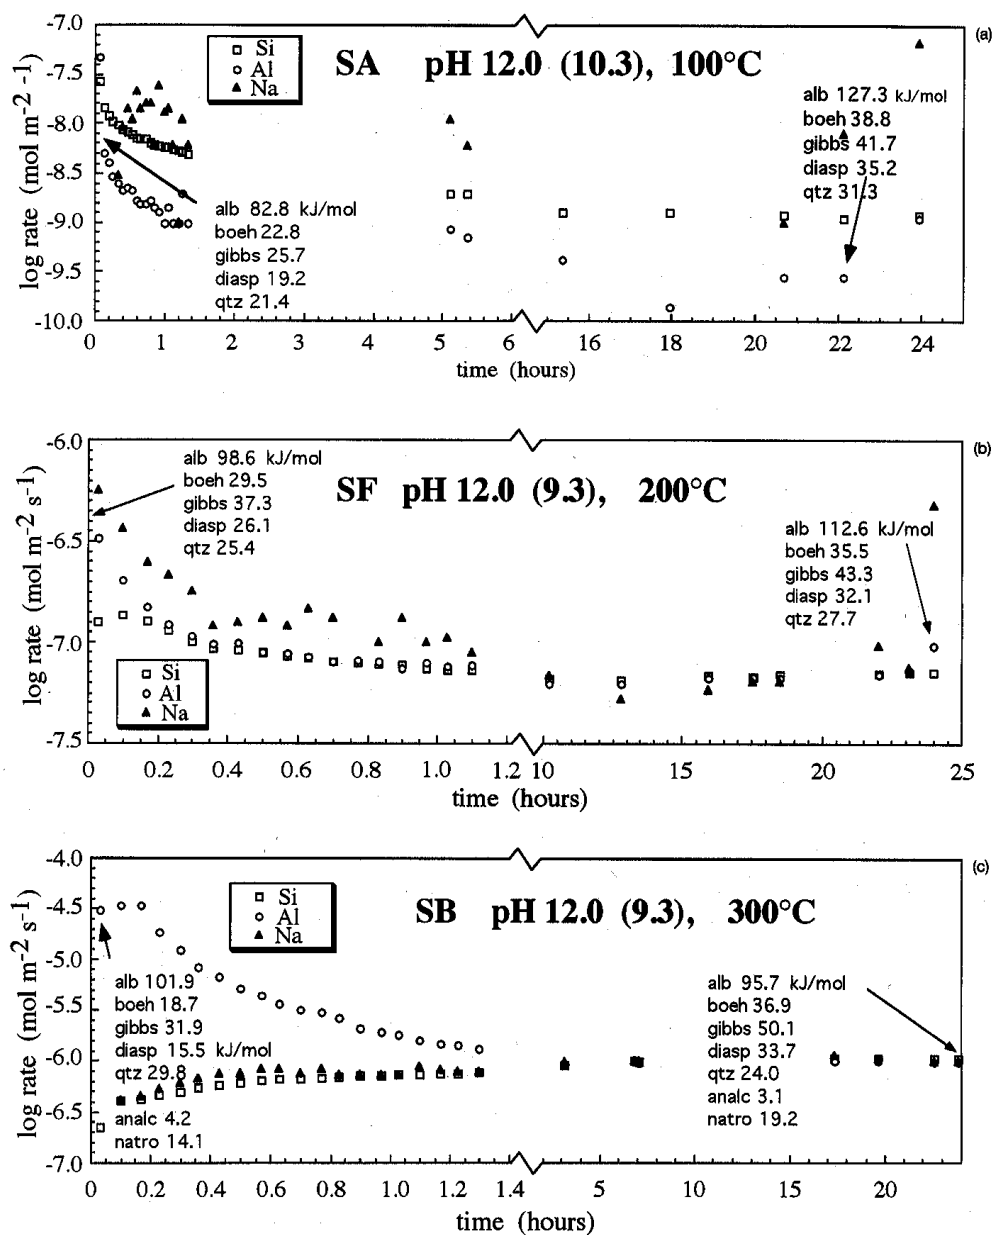 (a)
SA pH 12.0 (10.3), 100°C
Si
Al
Na
log rate (mol m-2 -1)
-7.0
-7.5
-8.0
-8.5
-9.0
-9.5
-10.0
alb 82.8 kJ/mol
boeh 22.8
gibbs 25.7
diasp 19.2
qtz 21.4
alb 127.3 kJ/mol
boeh 38.8
gibbs 41.7
diasp 35.2
qtz 31.3
0 1 2 3 4 5 6 16 18 20 22 24
time (hours)
(b)
SF pH 12.0 (9.3), 200°C
log rate (mol m-2 s-1)
-6.0
-6.5
-7.0
-7.5
alb 98.6 kJ/mol
boeh 29.5
gibbs 37.3
diasp 26.1
qtz 25.4
alb 112.6 kJ/mol
boeh 35.5
gibbs 43.3
diasp 32.1
qtz 27.7
Si
Al
Na
0 0.2 0.4 0.6 0.8 1.0 1.2 10 15 20 25
time (hours)
(c)
SB pH 12.0 (9.3), 300°C
Si
Al
Na
log rate (mol m-2 s-1)
-4.0
-4.5
-5.0
-5.5
-6.0
-6.5
-7.0
alb 101.9
boeh 18.7
gibbs 31.9
diasp 15.5 kJ/mol
qtz 29.8
analc 4.2
natro 14.1
alb 95.7 kJ/mol
boeh 36.9
gibbs 50.1
diasp 33.7
qtz 24.0
analc 3.1
natro 19.2
0 0.2 0.4 0.6 0.8 1.0 1.2 1.4 5 10 15 20
time (hours)